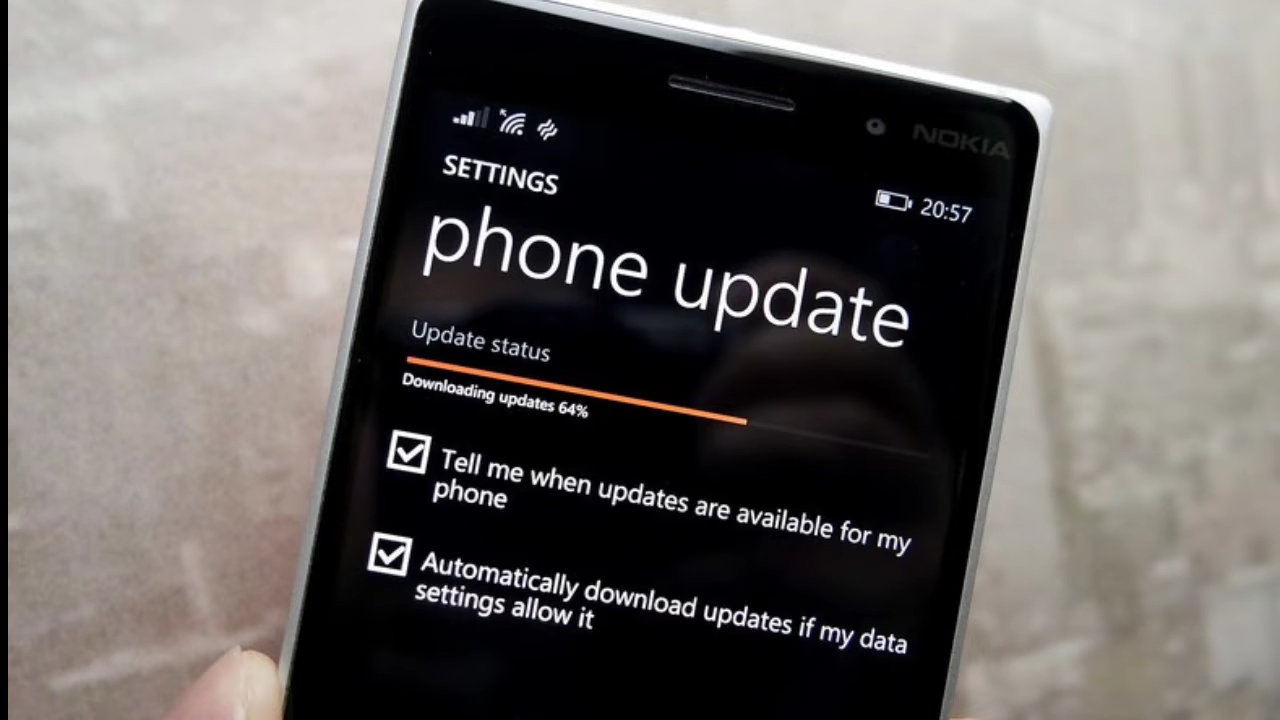 NOKIA
SETTINGS
20:57
phone update
Update status
Downloading updates 64%
Tell me when updates are available for my
phone
Automatically download updates if my data
settings allow it